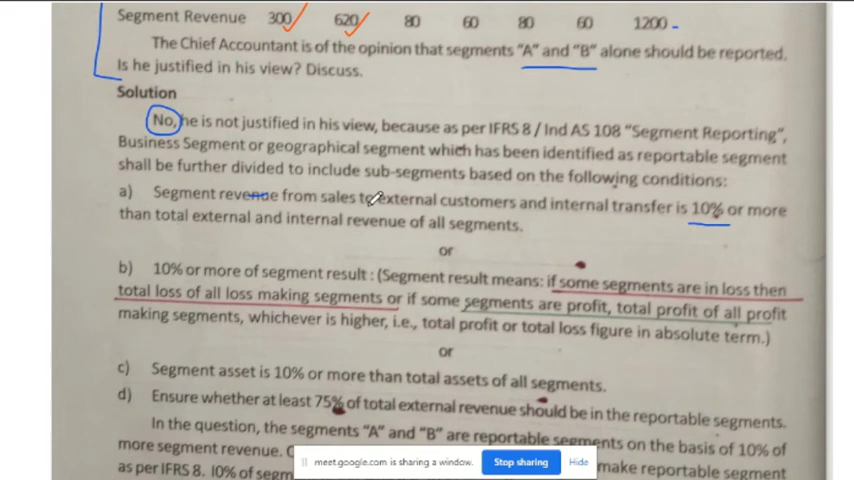 Segment Revenue 300 620 80 60 80 60 1200
The Chief Accountant is of the opinion that segments "A" and "B" alone should be reported.
Is he justified in his view? Discuss.
Solution
No, he is not justified in his view, because as per IFRS 8 / Ind AS 108 "Segment Reporting",
Business Segment or geographical segment which has been identified as reportable segment
shall be further divided to include sub-segments based on the following conditions:
a) Segment revenue from sales to external customers and internal transfer is 10% or more
than total external and internal revenue of all segments.
or
b) 10% or more of segment result : (Segment result means: if some segments are in loss then
total loss of all loss making segments or if some segments are profit, total profit of all profit
making segments, whichever is higher, i.e., total profit or total loss figure in absolute term.)
or
c) Segment asset is 10% or more than total assets of all segments.
d) Ensure whether at least 75% of total external revenue should be in the reportable segments.
In the question, the segments "A" and "B" are reportable segments on the basis of 10% of
more segment revenue.
meet.google.com is sharing a window. Stop sharing Hide
make reportable segment
as per IFRS 8. 10% of